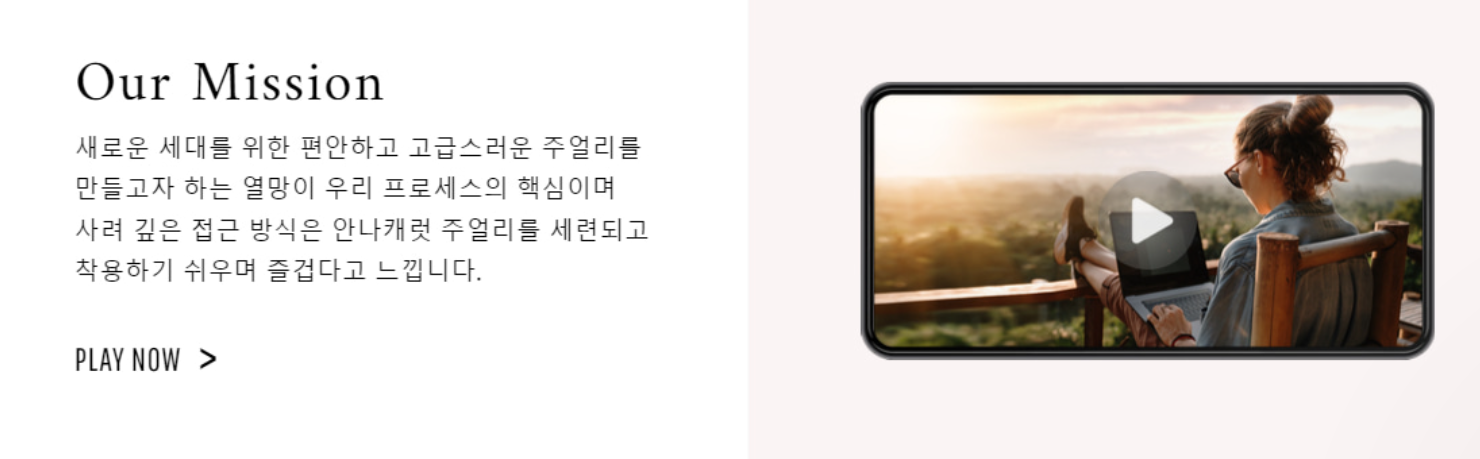 Our Mission
새로운 세대를 위한 편안하고 고급스러운 주얼리를
만들고자 하는 열망이 우리 프로세스의 핵심이며
사려 깊은 접근 방식은 안나캐럿 주얼리를 세련되고
착용하기 쉬우며 즐겁다고 느낍니다.
PLAY NOW >